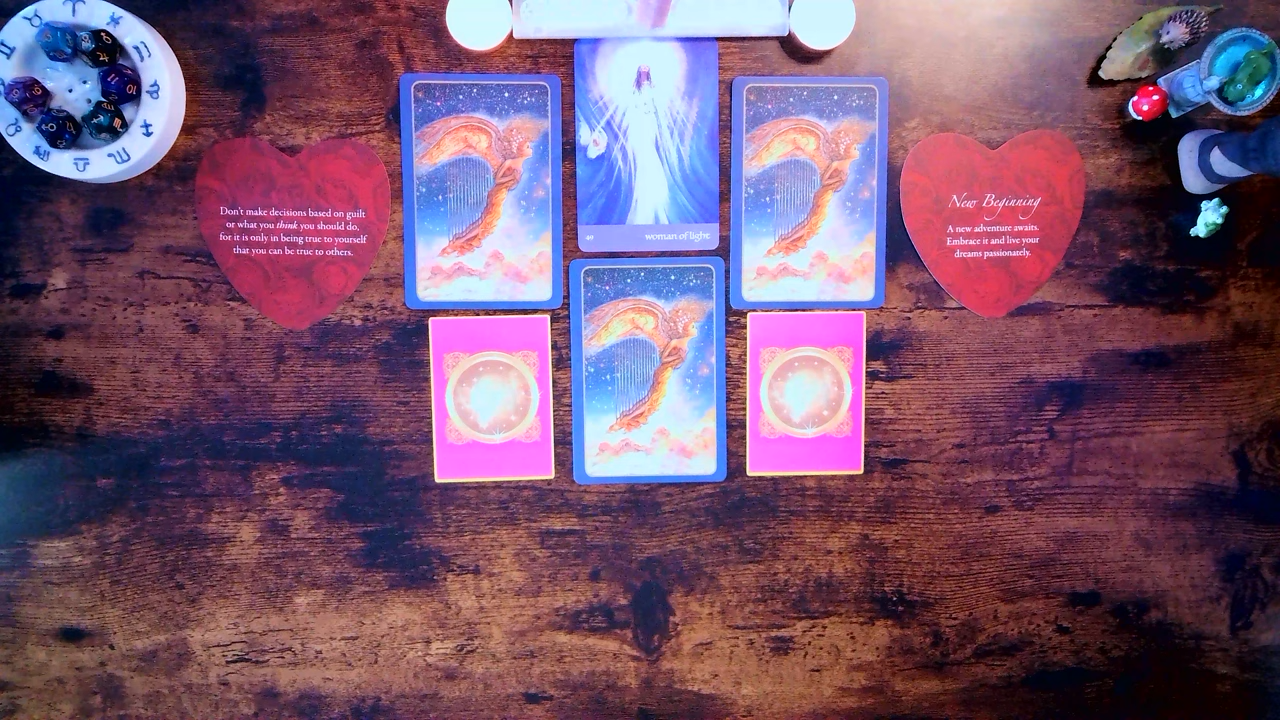 Don't make decisions based on guilt
or what you think you should do,
for it is only in being true to yourself
that you can be true to others.
49 woman of light
New Beginning
A new adventure awaits.
Embrace it and live your
dreams passionately.